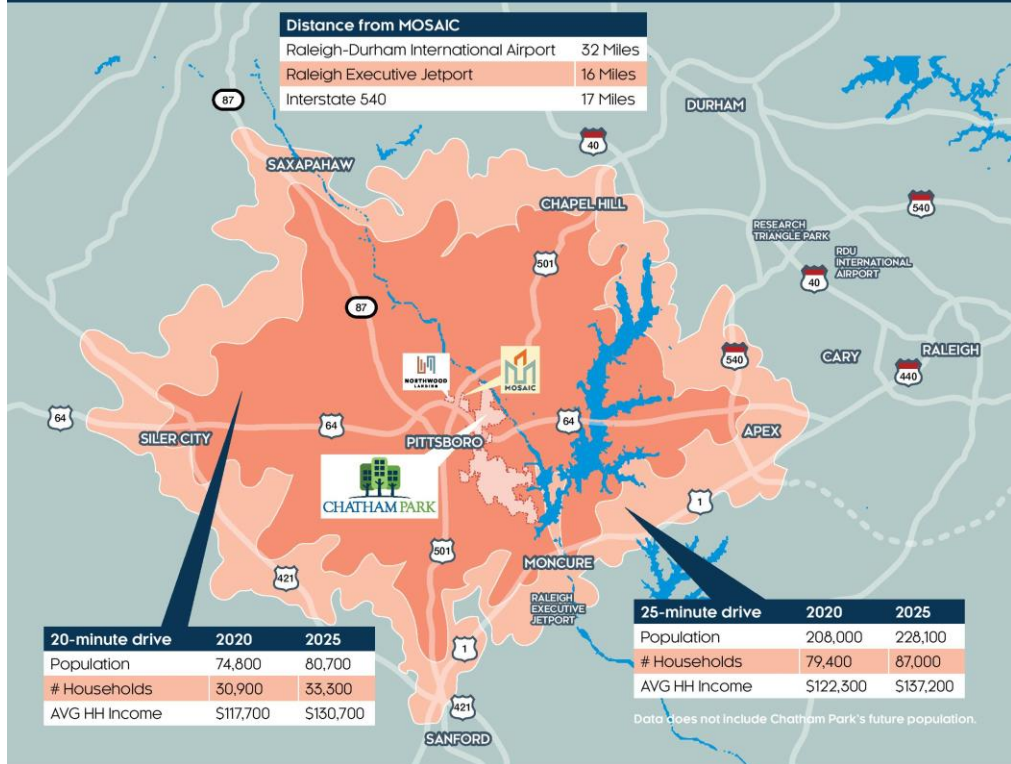 Distance from MOSAIC
Raleigh-Durham International Airport 32 Miles
Raleigh Executive Jetport 16 Miles
Interstate 540 17 Miles
87
DURHAM
40
SAXAPAHAW
CHAPEL HILL
540
RESEARCH
TRIANGLE PARK
RDU
INTERNATIONAL
AIRPORT
501
40
87
540
CARY
RALEIGH
440
NORTHWOOD
LANDING
MOSAIC
64
SILER CITY
64
PITTSBORO
64
APEX
CHATHAM PARK
1
501
421
MONCURE
RALEIGH
EXECUTIVE
JETPORT
1
421
SANFORD
20-minute drive 2020 2025
Population 74,800 80,700
# Households 30,900 33,300
AVG HH Income $117,700 $130,700
25-minute drive 2020 2025
Population 208,000 228,100
# Households 79,400 87,000
AVG HH Income $122,300 $137,200
Data does not include Chatham Park's future population.